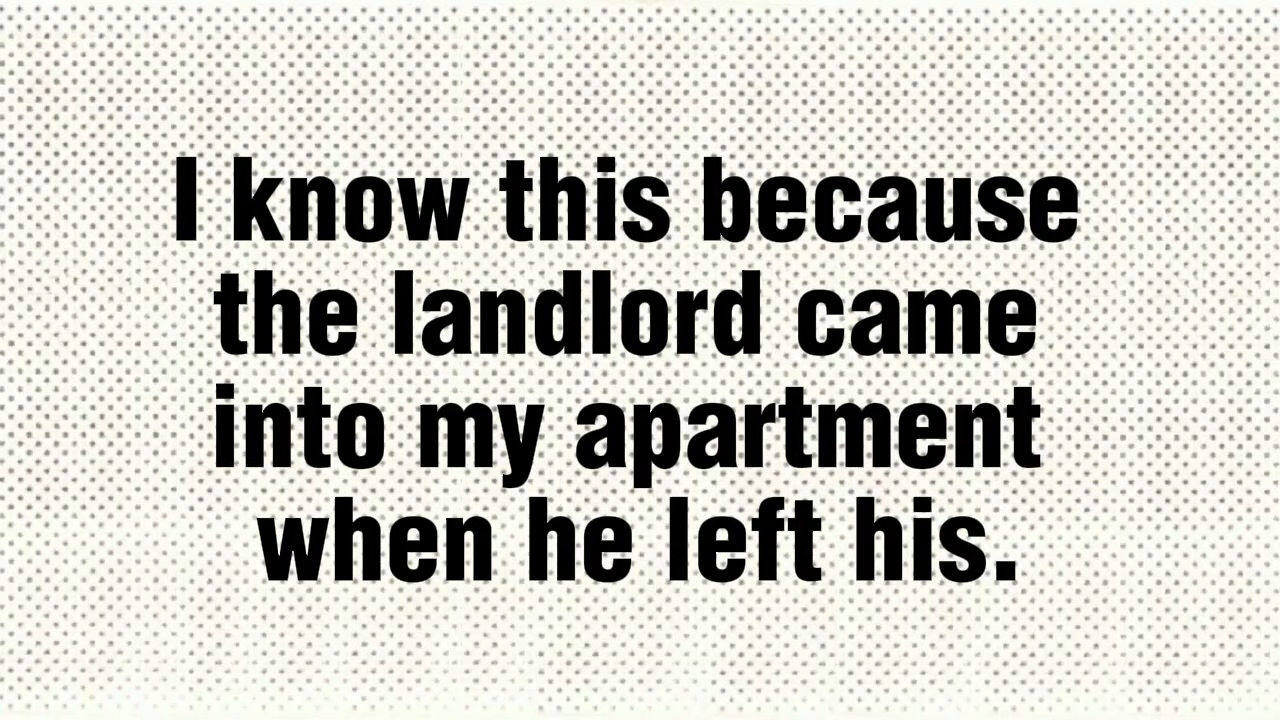 I know this because
the landlord came
into my apartment
when he left his.